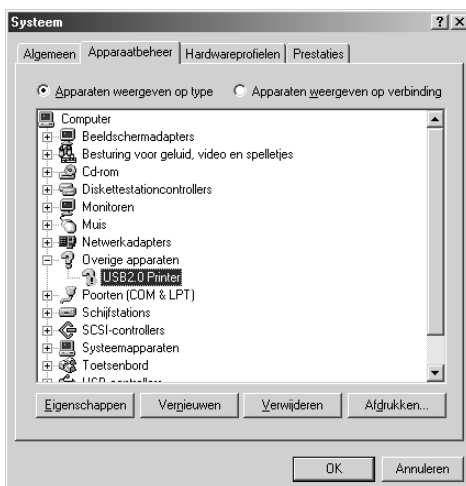 Systeem
Algemeen Apparaatbeheer Hardwareprofielen Prestaties
Apparaten weergeven op type Apparaten weergeven op verbinding
Computer
Beeldschermadapters
Besturing voor geluid, video en spelletjes
Cd-rom
Diskettestationcontrollers
Monitoren
Muis
Netwerkadapters
Overige apparaten
USB2.0 Printer
Poorten (COM & LPT)
Schijfstations
SCSI-controllers
Systeemapparaten
Toetsenbord
USB-controllers
Eigenschappen Vernieuwen Verwijderen Afdrukken...
OK Annuleren